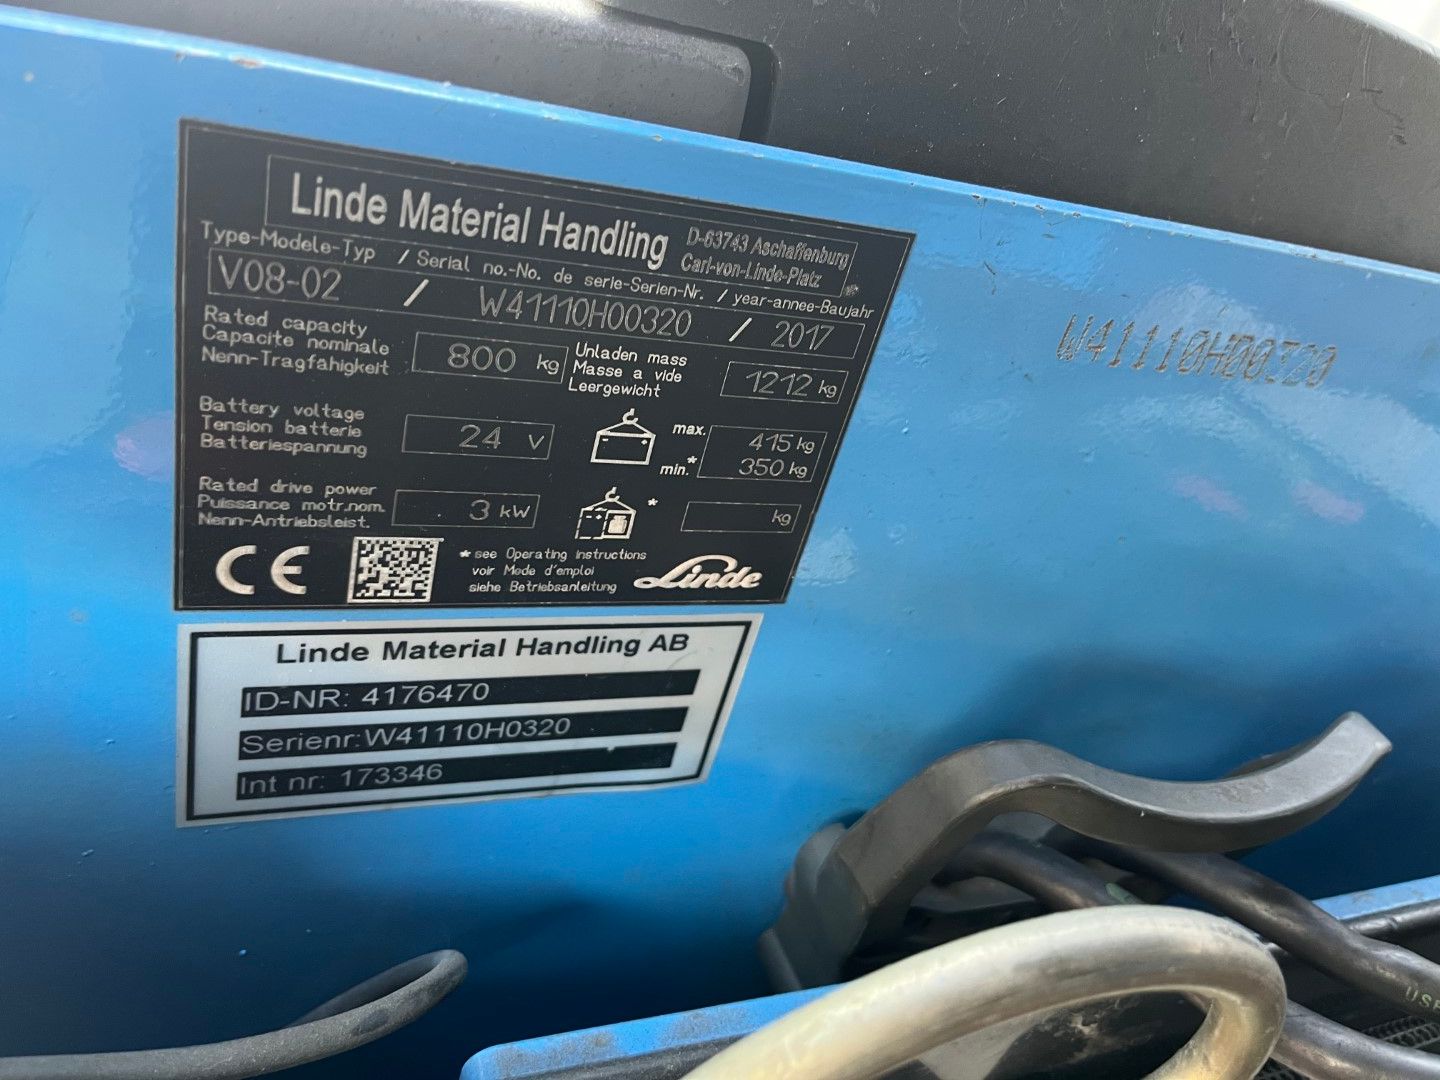 Linde Material Handling
D-63743 Aschaffenburg
Carl-von-Linde-Platz
Type-Modele-Typ / Serial no.-No. de serie-Serien-Nr. / year-annee-Baujahr
V08-02 / W41110H00320 / 2017
Rated capacity
Capacite nominale
Nenn-Tragfähigkeit
800 kg
Unladen mass
Masse a vide
Leergewicht
1212 kg
Battery voltage
Tension batterie
Batteriespannung
24 V
max. 415 kg
min.* 350 kg
Rated drive power
Puissance motr.nom.
Nenn-Antriebsleist.
3 kW
* kg
CE
* see Operating instructions
voir Mode d'emploi
siehe Betriebsanleitung
Linde
W41110H00320
Linde Material Handling AB
ID-NR: 4176470
Serienr:W41110H0320
Int nr: 173346